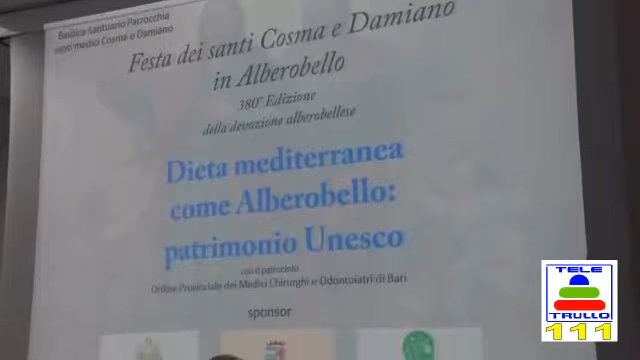 Basilica Santuario Parrocchia
santi medici Cosma e Damiano
Festa dei santi Cosma e Damiano
in Alberobello
380° Edizione
della devozione alberobellese
Dieta mediterranea
come Alberobello:
patrimonio Unesco
con il patrocinio
Ordine Provinciale dei Medici Chirurghi e Odontoiatri di Bari
sponsor
TELE
TRULLO
111